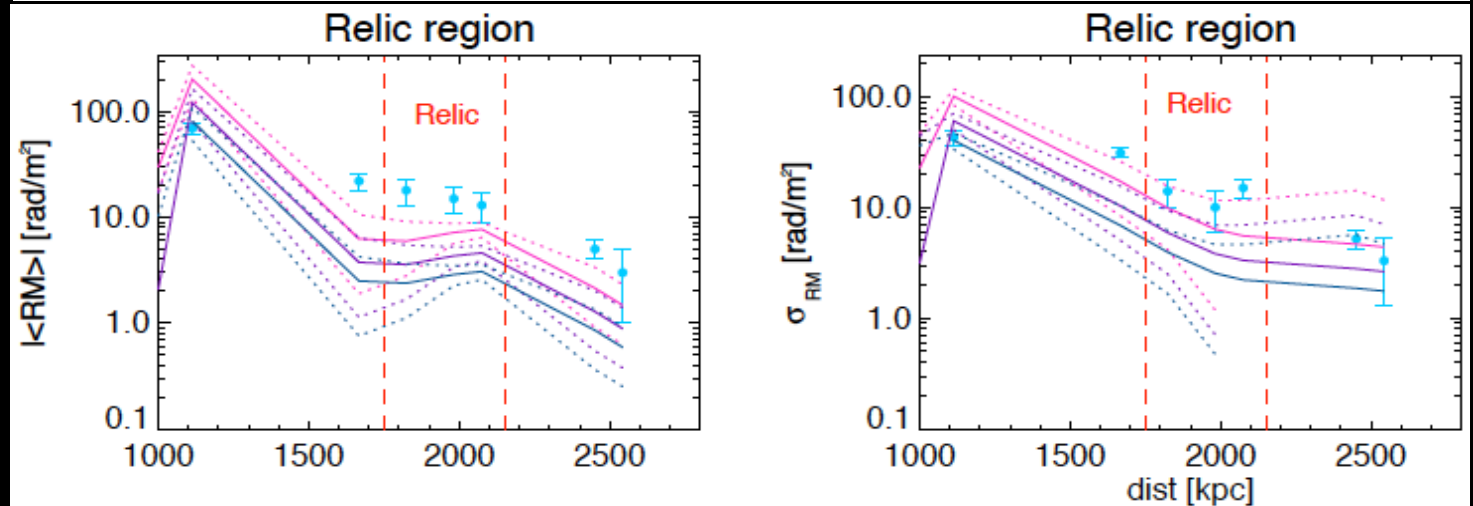 Relic region
|<RM>| [rad/m²]
100.0
10.0
1.0
0.1
Relic
1000 1500 2000 2500
Relic region
σ RM [rad/m²]
100.0
10.0
1.0
0.1
Relic
1000 1500 2000 2500
dist [kpc]